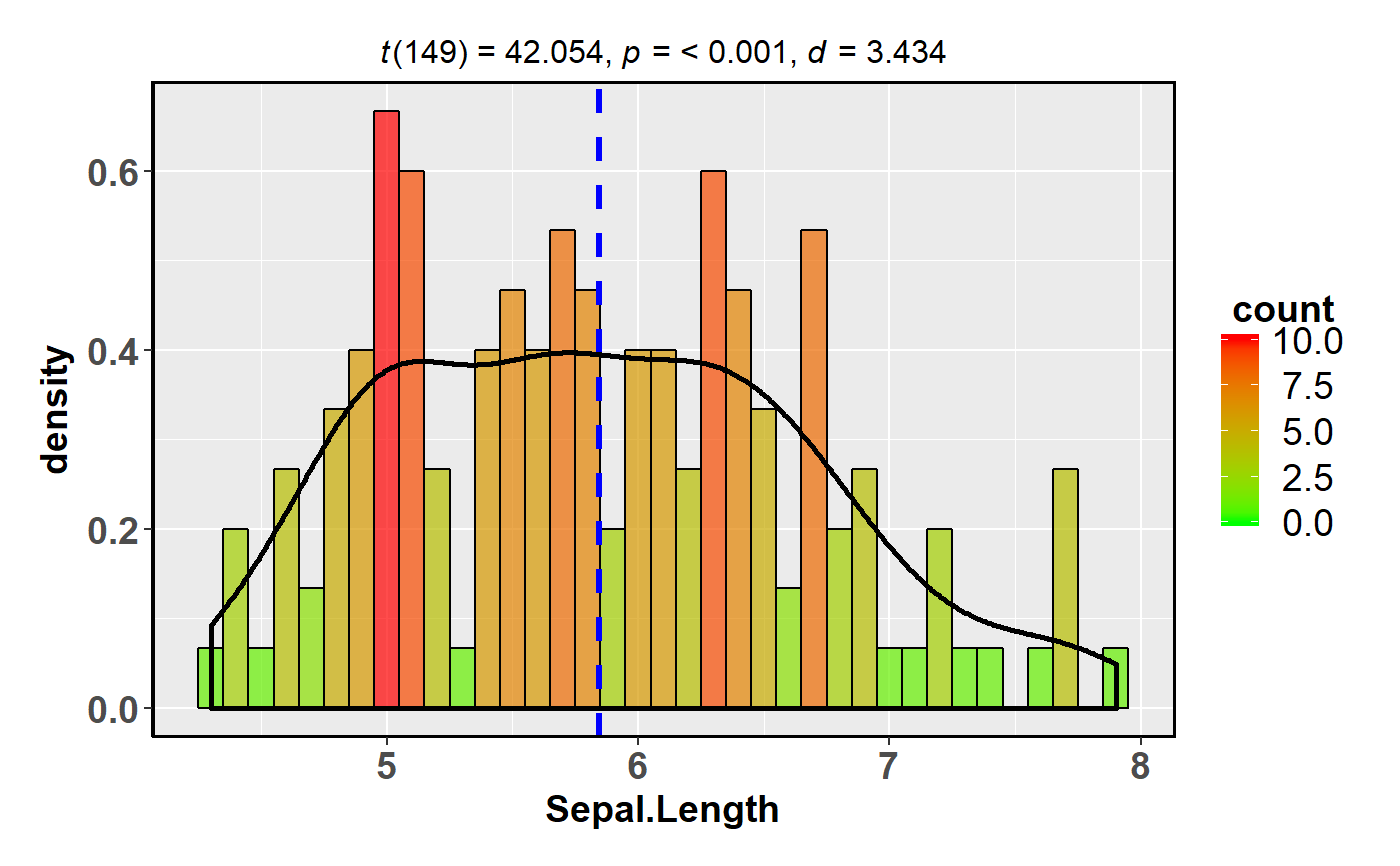 t(149) = 42.054, p = < 0.001, d = 3.434
density
0.6
0.4
0.2
0.0
5 6 7 8
Sepal.Length
count
10.0
7.5
5.0
2.5
0.0